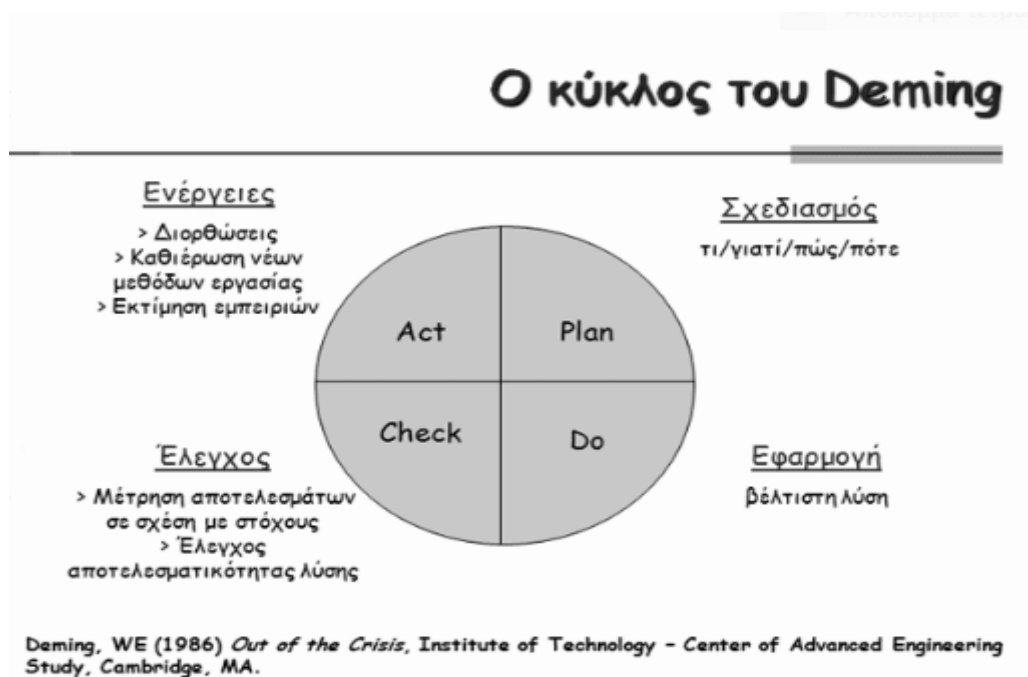 Ο κύκλος του Deming
Ενέργειες
> Διορθώσεις
> Καθιέρωση νέων
μεθόδων εργασίας
> Εκτίμηση εμπειριών
Σχεδιασμός
τι/γιατί/πώς/πότε
Act
Plan
Check
Do
Έλεγχος
> Μέτρηση αποτελεσμάτων
σε σχέση με στόχους
> Έλεγχος
αποτελεσματικότητας λύσης
Εφαρμογή
βέλτιστη λύση
Deming, WE (1986) Out of the Crisis, Institute of Technology – Center of Advanced Engineering
Study, Cambridge, MA.